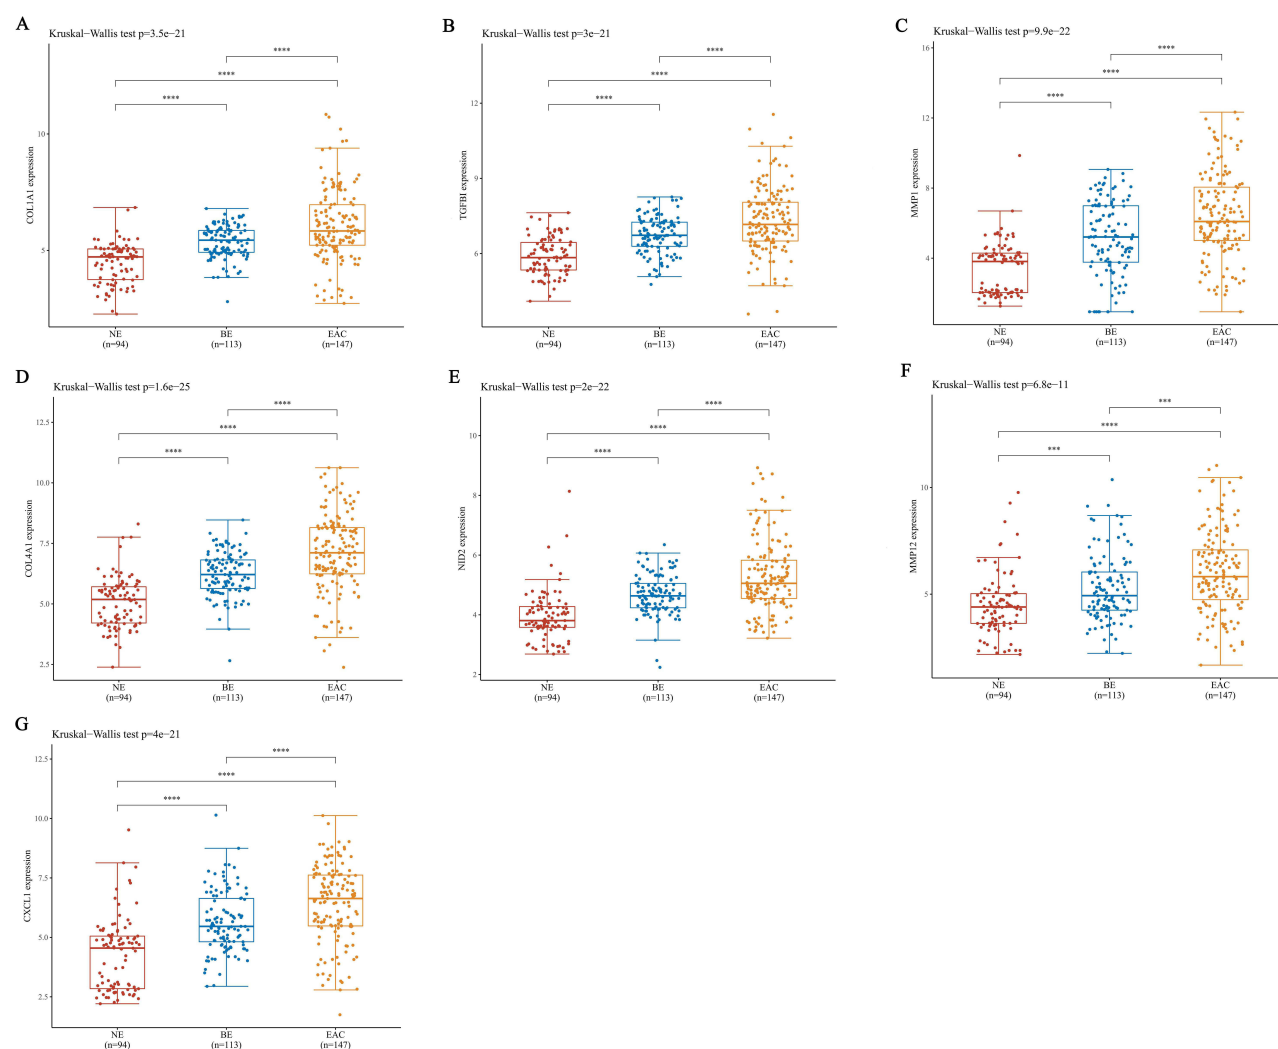 A
Kruskal−Wallis test p=3.5e−21
****
****
****
10
5
COL1A1 expression
NE
(n=94)
BE
(n=113)
EAC
(n=147)
B
Kruskal−Wallis test p=3e−21
****
****
****
12
9
6
TGFBI expression
NE
(n=94)
BE
(n=113)
EAC
(n=147)
C
Kruskal−Wallis test p=9.9e−22
****
****
****
16
12
8
4
MMP1 expression
NE
(n=94)
BE
(n=113)
EAC
(n=147)
D
Kruskal−Wallis test p=1.6e−25
****
****
****
12.5
10.0
7.5
5.0
2.5
COL4A1 expression
NE
(n=94)
BE
(n=113)
EAC
(n=147)
E
Kruskal−Wallis test p=2e−22
****
****
****
10
8
6
4
2
NID2 expression
NE
(n=94)
BE
(n=113)
EAC
(n=147)
F
Kruskal−Wallis test p=6.8e−11
***
****
***
10
5
MMP12 expression
NE
(n=94)
BE
(n=113)
EAC
(n=147)
G
Kruskal−Wallis test p=4e−21
****
****
****
12.5
10.0
7.5
5.0
2.5
CXCL1 expression
NE
(n=94)
BE
(n=113)
EAC
(n=147)